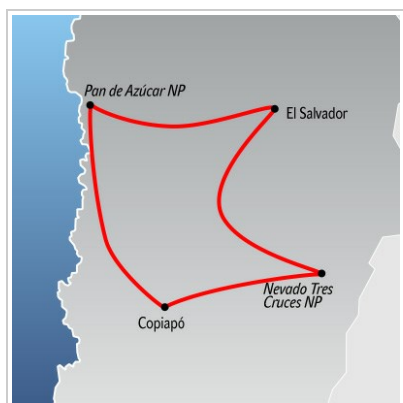 Pan de Azúcar NP
El Salvador
Nevado Tres
Cruces NP
Copiapó